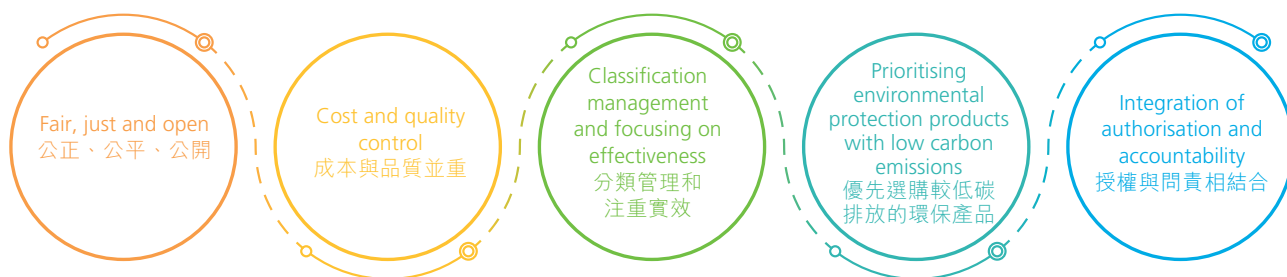 Fair, just and open
公正、公平、公開
Cost and quality
control
成本與品質並重
Classification
management
and focusing on
effectiveness
分類管理和
注重實效
Prioritising
environmental
protection products
with low carbon
emissions
優先選購較低碳
排放的環保產品
Integration of
authorisation and
accountability
授權與問責相結合